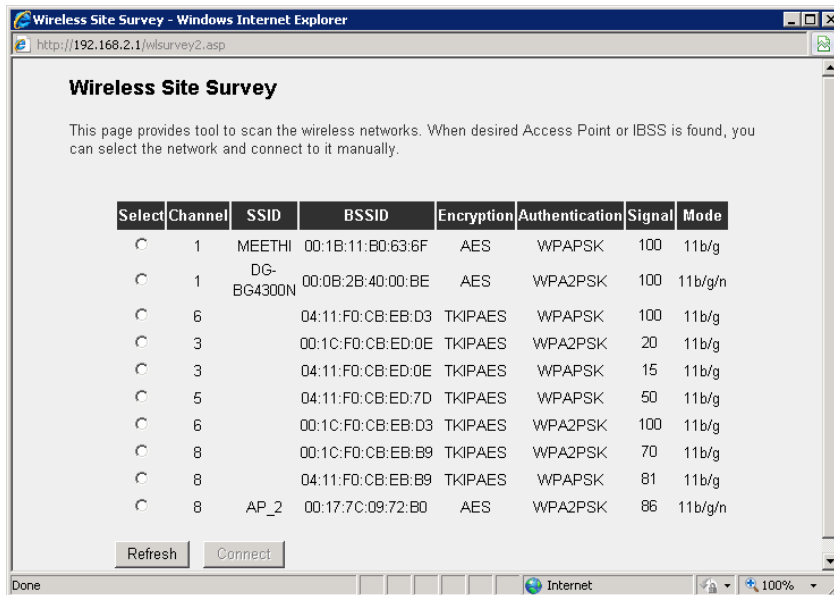 Wireless Site Survey - Windows Internet Explorer
http://192.168.2.1/wlsurvey2.asp
Wireless Site Survey
This page provides tool to scan the wireless networks. When desired Access Point or IBSS is found, you
can select the network and connect to it manually.
Select Channel SSID BSSID Encryption Authentication Signal Mode
1 MEETHI 00:1B:11:B0:63:6F AES WPAPSK 100 11b/g
1 DG-BG4300N 00:0B:2B:40:00:BE AES WPA2PSK 100 11b/g/n
6 04:11:F0:CB:EB:D3 TKIPAES WPAPSK 100 11b/g
3 00:1C:F0:CB:ED:0E TKIPAES WPA2PSK 20 11b/g
3 04:11:F0:CB:ED:0E TKIPAES WPAPSK 15 11b/g
5 04:11:F0:CB:ED:7D TKIPAES WPAPSK 50 11b/g
6 00:1C:F0:CB:EB:D3 TKIPAES WPA2PSK 100 11b/g
8 00:1C:F0:CB:EB:B9 TKIPAES WPA2PSK 70 11b/g
8 04:11:F0:CB:EB:B9 TKIPAES WPAPSK 81 11b/g
8 AP_2 00:17:7C:09:72:B0 AES WPA2PSK 86 11b/g/n
Refresh Connect
Done Internet 100%